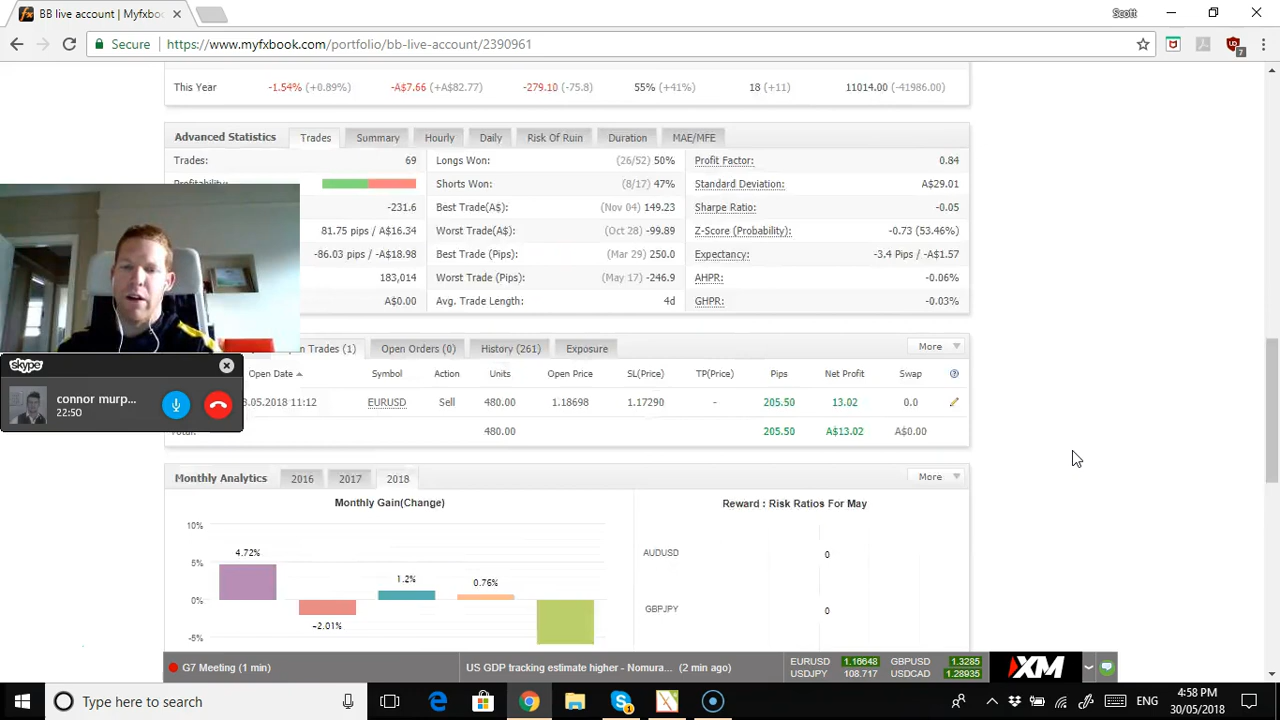 BB live account | Myfxboo
Scott
Secure https://www.myfxbook.com/portfolio/bb-live-account/2390961
7
This Year -1.54% (+0.89%) -A$7.66 (+A$82.77) -279.10 (-75.8) 55% (+41%) 18 (+11) 11014.00 (-41986.00)
Advanced Statistics Trades Summary Hourly Daily Risk Of Ruin Duration MAE/MFE
Trades: 69 Longs Won: (26/52) 50% Profit Factor: 0.84
Profitability: Shorts Won: (8/17) 47% Standard Deviation: A$29.01
-231.6 Best Trade(A$): (Nov 04) 149.23 Sharpe Ratio: -0.05
81.75 pips / A$16.34 Worst Trade(A$): (Oct 28) -99.89 Z-Score (Probability): -0.73 (53.46%)
-86.03 pips / -A$18.98 Best Trade (Pips): (Mar 29) 250.0 Expectancy: -3.4 Pips / -A$1.57
183,014 Worst Trade (Pips): (May 17) -246.9 AHPR: -0.06%
A$0.00 Avg. Trade Length: 4d GHPR: -0.03%
Trades (1) Open Orders (0) History (261) Exposure More
skype
Open Date Symbol Action Units Open Price SL(Price) TP(Price) Pips Net Profit Swap
connor murp...
22:50
.05.2018 11:12 EURUSD Sell 480.00 1.18698 1.17290 - 205.50 13.02 0.0
480.00 205.50 A$13.02 A$0.00
Monthly Analytics 2016 2017 2018 More
Monthly Gain(Change) Reward : Risk Ratios For May
10%
4.72% AUDUSD 0
5%
1.2% 0.76%
0% GBPJPY 0
-2.01%
-5%
G7 Meeting (1 min) US GDP tracking estimate higher - Nomura... (2 min ago) EURUSD 1.16648 GBPUSD 1.3285 XM
USDJPY 108.717 USDCAD 1.28935
Type here to search ENG 4:58 PM
30/05/2018